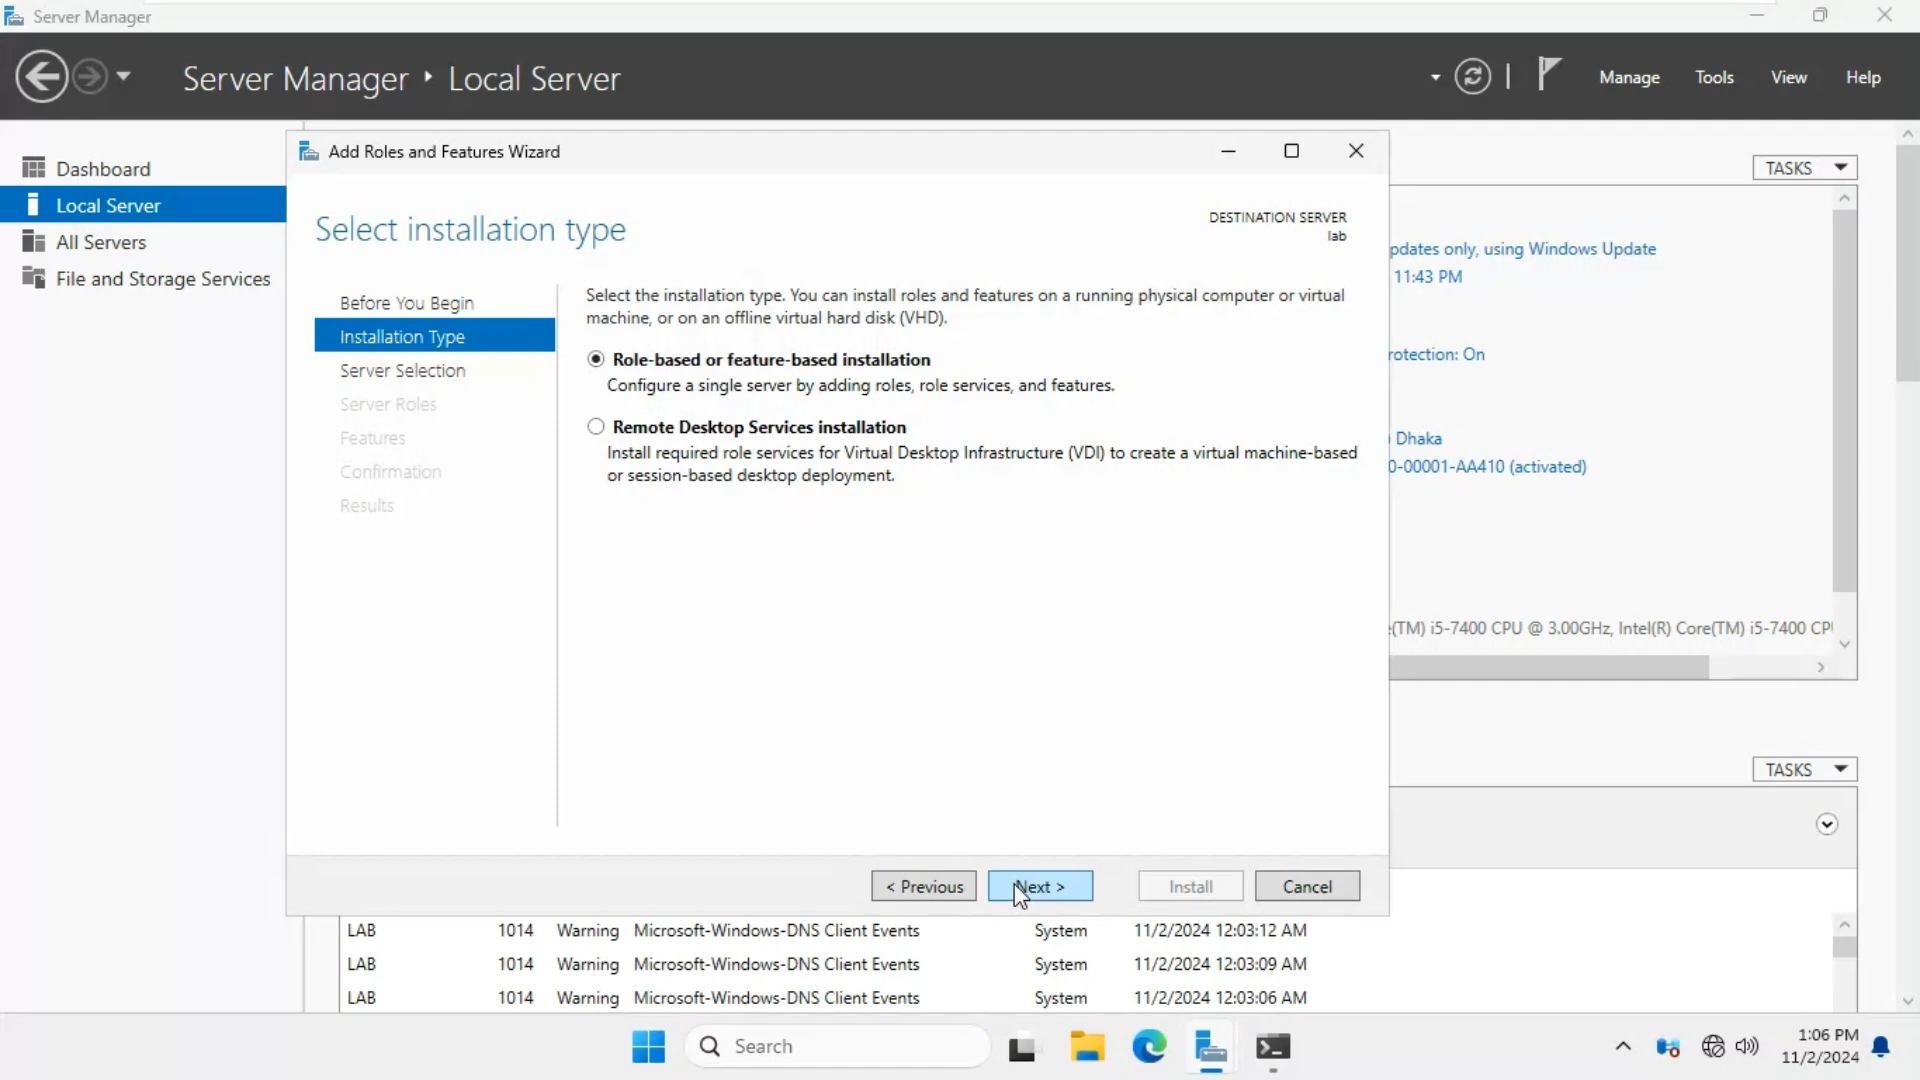 Server Manager
Server Manager ‣ Local Server
Manage
Tools
View
Help
Dashboard
Local Server
All Servers
File and Storage Services
Add Roles and Features Wizard
Select installation type
DESTINATION SERVER
lab
Before You Begin
Installation Type
Server Selection
Server Roles
Features
Confirmation
Results
Select the installation type. You can install roles and features on a running physical computer or virtual
machine, or on an offline virtual hard disk (VHD).
Role-based or feature-based installation
Configure a single server by adding roles, role services, and features.
Remote Desktop Services installation
Install required role services for Virtual Desktop Infrastructure (VDI) to create a virtual machine-based
or session-based desktop deployment.
< Previous
Next >
Install
Cancel
TASKS
pdates only, using Windows Update
11:43 PM
rotection: On
Dhaka
0-00001-AA410 (activated)
(TM) i5-7400 CPU @ 3.00GHz, Intel(R) Core(TM) i5-7400 CP
TASKS
LAB 1014 Warning Microsoft-Windows-DNS Client Events System 11/2/2024 12:03:12 AM
LAB 1014 Warning Microsoft-Windows-DNS Client Events System 11/2/2024 12:03:09 AM
LAB 1014 Warning Microsoft-Windows-DNS Client Events System 11/2/2024 12:03:06 AM
Search
1:06 PM
11/2/2024